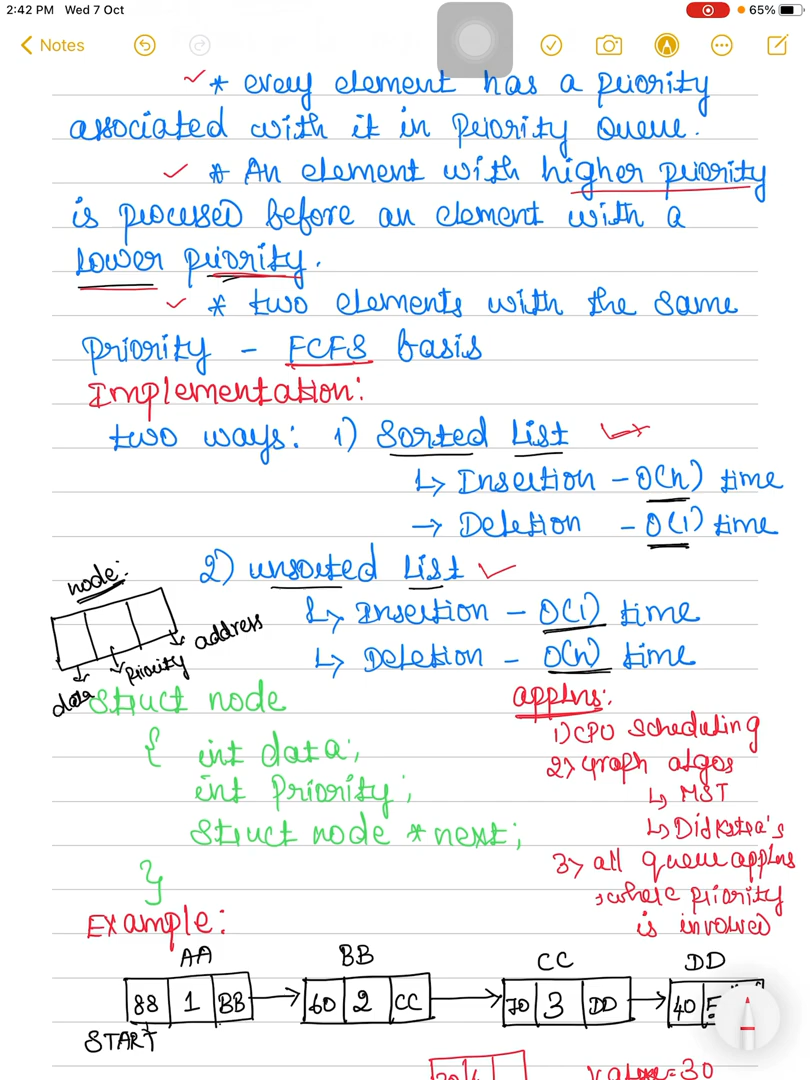 2:42 PM Wed 7 Oct
65%
Notes
* every element has a priority
associated with it in Priority Queue.
* An element with higher priority
is processed before an element with a
Lower priority.
* two elements with the same
Priority - FCFS basis
Implementation:
two ways: 1) Sorted List
↳ Insertion - O(n) time
→ Deletion - O(1) time
2) unsorted List
↳ Insertion - O(1) time
↳ Deletion - O(n) time
node:
address
priority
data
struct node
{ int data;
int Priority;
struct node *next;
}
applns:
1) CPU scheduling
2) Graph algos
↳ MST
↳ Dijkstra's
3) all queue applns
where priority
is involved
Example:
AA BB CC DD
88 1 BB → 60 2 CC → 70 3 DD → 40
START
value=30